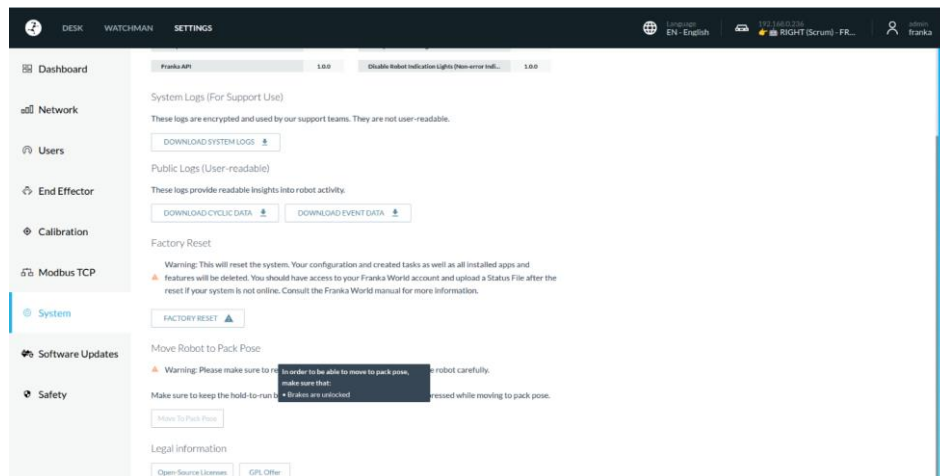 DESK WATCHMAN SETTINGS
Language
EN - English
192.168.0.236
RIGHT (Scrum) - FR...
admin
franka
Dashboard
Network
Users
End Effector
Calibration
Modbus TCP
System
Software Updates
Safety
Franka API 1.0.0 Disable Robot Indication Lights (Non-error Indi... 1.0.0
System Logs (For Support Use)
These logs are encrypted and used by our support teams. They are not user-readable.
DOWNLOAD SYSTEM LOGS
Public Logs (User-readable)
These logs provide readable insights into robot activity.
DOWNLOAD CYCLIC DATA DOWNLOAD EVENT DATA
Factory Reset
Warning: This will reset the system. Your configuration and created tasks as well as all installed apps and
features will be deleted. You should have access to your Franka World account and upload a Status File after the
reset if your system is not online. Consult the Franka World manual for more information.
FACTORY RESET
Move Robot to Pack Pose
Warning: Please make sure to re
e robot carefully.
In order to be able to move to pack pose,
make sure that:
• Brakes are unlocked
Make sure to keep the hold-to-run b
pressed while moving to pack pose.
Move To Pack Pose
Legal information
Open-Source Licenses GPL Offer